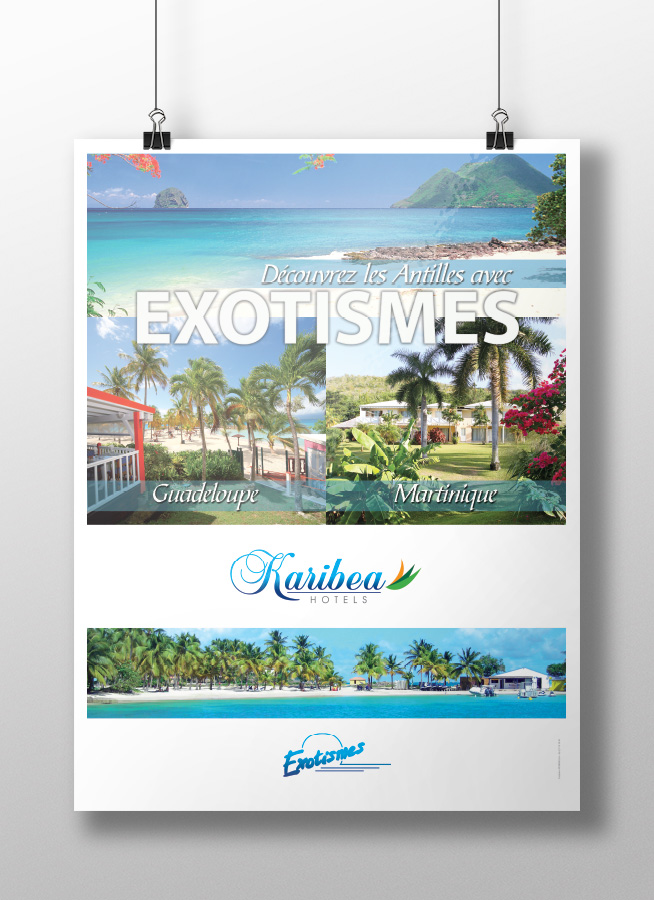 Découvrez les Antilles avec
EXOTISMES
Guadeloupe
Martinique
Karibea
HOTELS
Exotismes